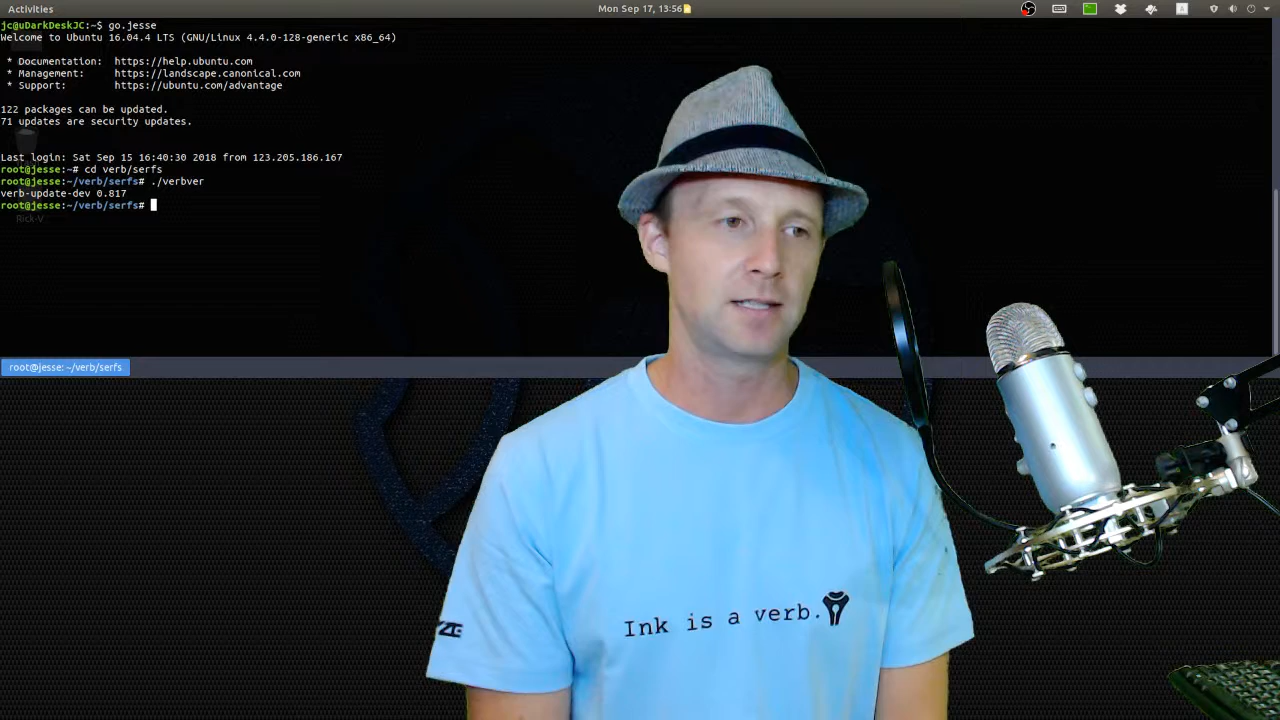 Activities
Mon Sep 17, 13:56
jc@uDarkDeskJC:~$ go.jesse
Welcome to Ubuntu 16.04.4 LTS (GNU/Linux 4.4.0-128-generic x86_64)
* Documentation: https://help.ubuntu.com
* Management: https://landscape.canonical.com
* Support: https://ubuntu.com/advantage
122 packages can be updated.
71 updates are security updates.
Last login: Sat Sep 15 16:40:30 2018 from 123.205.186.167
root@jesse:~# cd verb/serfs
root@jesse:~/verb/serfs# ./verbver
verb-update-dev 0.817
root@jesse:~/verb/serfs#
Rick-V
root@jesse: ~/verb/serfs
Ink is a verb.